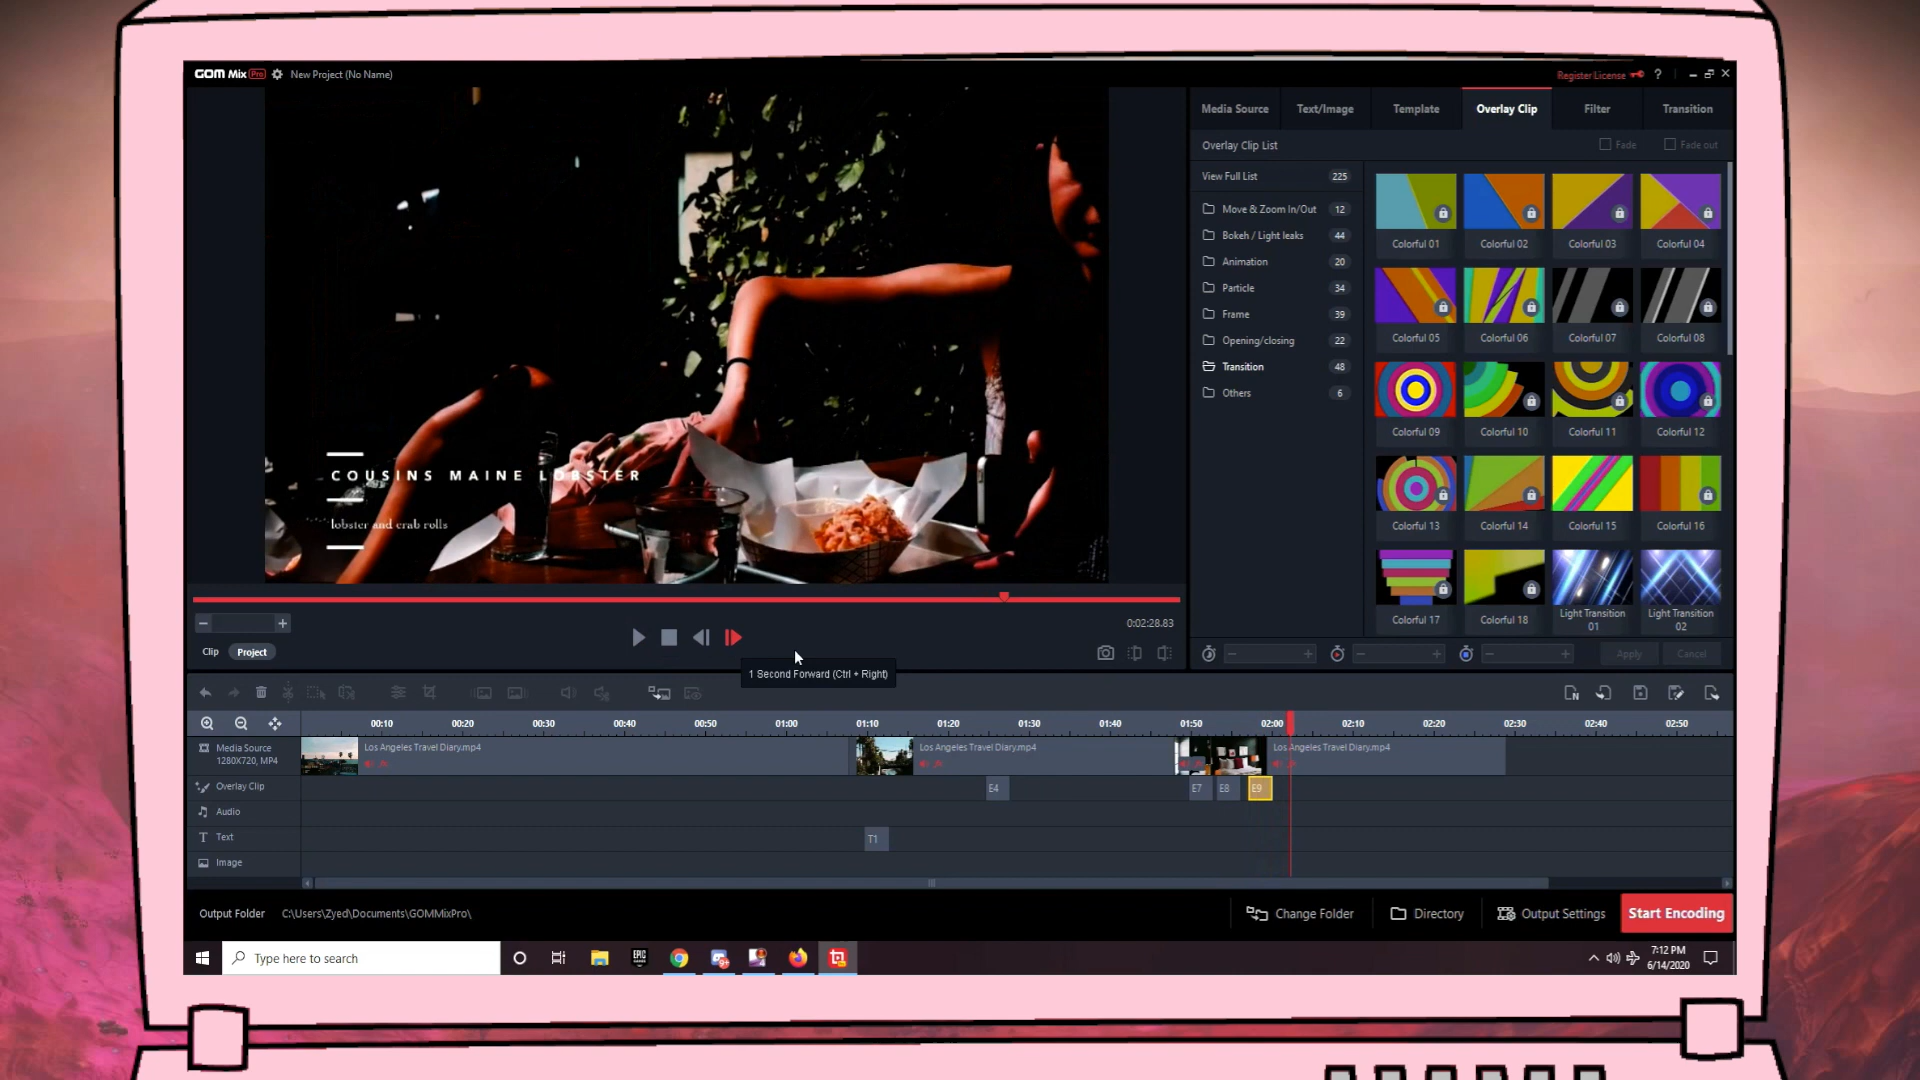 GOM Mix Pro New Project (No Name)
Register License ?
Media Source Text/Image Template Overlay Clip Filter Transition
Overlay Clip List Fade Fade out
View Full List 225
Move & Zoom In/Out 12
Bokeh / Light leaks 44
Animation 20
Particle 34
Frame 39
Opening/closing 22
Transition 48
Others 6
Colorful 01 Colorful 02 Colorful 03 Colorful 04
Colorful 05 Colorful 06 Colorful 07 Colorful 08
Colorful 09 Colorful 10 Colorful 11 Colorful 12
Colorful 13 Colorful 14 Colorful 15 Colorful 16
Colorful 17 Colorful 18 Light Transition 01 Light Transition 02
Apply Cancel
COUSINS MAINE LOBSTER
lobster and crab rolls
0:02:28.83
Clip Project
1 Second Forward (Ctrl + Right)
00:10 00:20 00:30 00:40 00:50 01:00 01:10 01:20 01:30 01:40 01:50 02:00 02:10 02:20 02:30 02:40 02:50
Media Source
1280X720, MP4
Los Angeles Travel Diary.mp4 Los Angeles Travel Diary.mp4 Los Angeles Travel Diary.mp4
Overlay Clip E4 E7 E8 E9
Audio
Text T1
Image
Output Folder C:\Users\Zyed\Documents\GOMMixPro\
Change Folder Directory Output Settings Start Encoding
Type here to search
EPIC
GAMES
9+
7:12 PM
6/14/2020